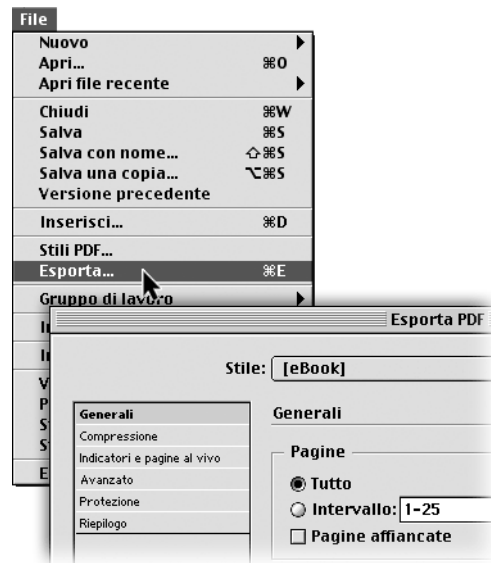 File
Nuovo
Apri... ⌘O
Apri file recente
Chiudi ⌘W
Salva ⌘S
Salva con nome... ⇧⌘S
Salva una copia... ⌥⌘S
Versione precedente
Inserisci... ⌘D
Stili PDF...
Esporta... ⌘E
Gruppo di lavoro
Esporta PDF
Stile: [eBook]
Generali
Compressione
Indicatori e pagine al vivo
Avanzato
Protezione
Riepilogo
Generali
Pagine
Tutto
Intervallo: 1-25
Pagine affiancate